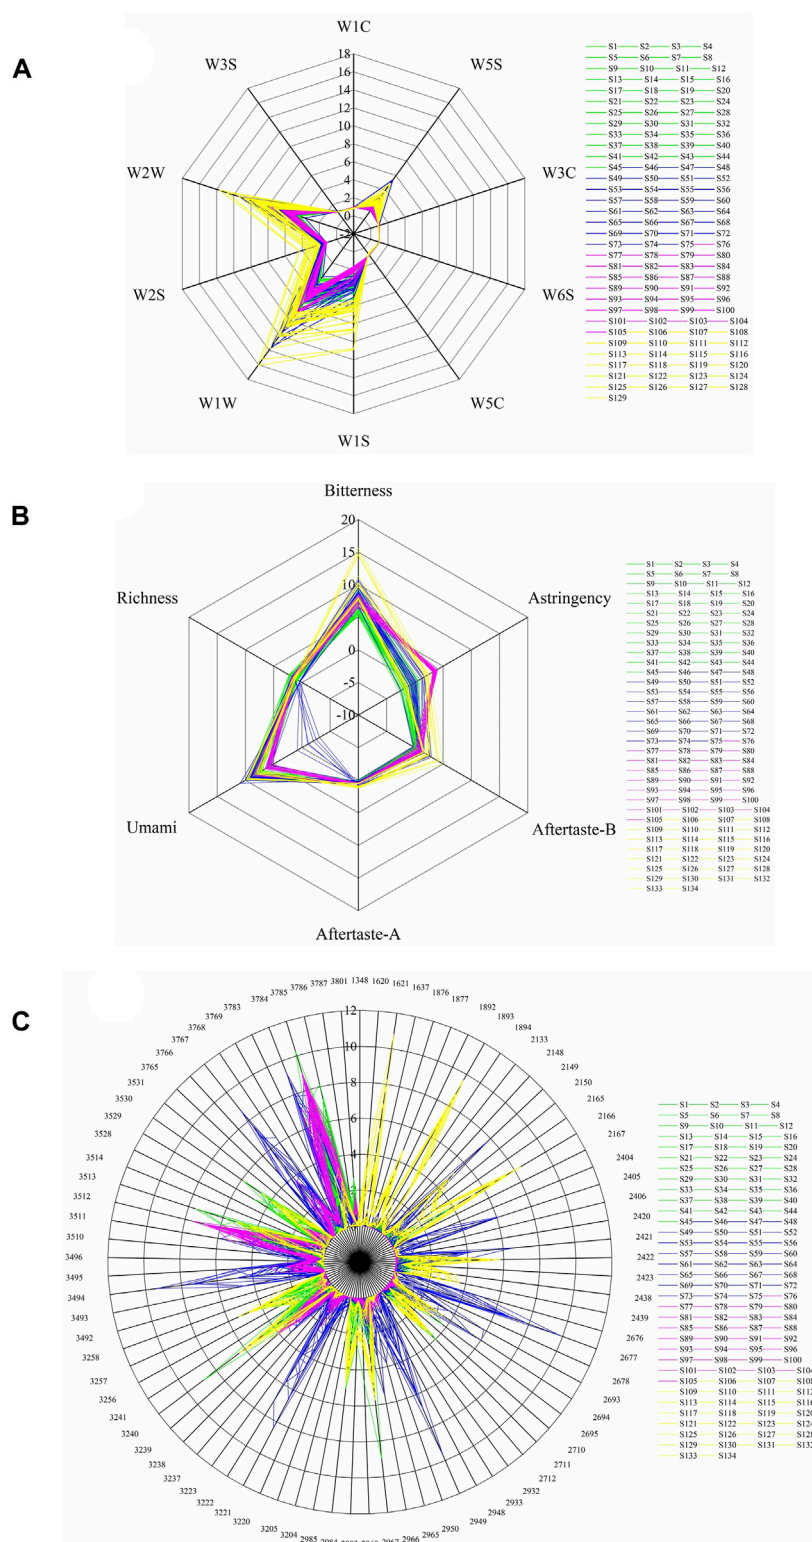 A
W1C
W5S
W3C
W6S
W5C
W1S
W1W
W2S
W2W
W3S
18
16
14
12
10
8
6
4
2
0
-2
S1 S2 S3 S4
S5 S6 S7 S8
S9 S10 S11 S12
S13 S14 S15 S16
S17 S18 S19 S20
S21 S22 S23 S24
S25 S26 S27 S28
S29 S30 S31 S32
S33 S34 S35 S36
S37 S38 S39 S40
S41 S42 S43 S44
S45 S46 S47 S48
S49 S50 S51 S52
S53 S54 S55 S56
S57 S58 S59 S60
S61 S62 S63 S64
S65 S66 S67 S68
S69 S70 S71 S72
S73 S74 S75 S76
S77 S78 S79 S80
S81 S82 S83 S84
S85 S86 S87 S88
S89 S90 S91 S92
S93 S94 S95 S96
S97 S98 S99 S100
S101 S102 S103 S104
S105 S106 S107 S108
S109 S110 S111 S112
S113 S114 S115 S116
S117 S118 S119 S120
S121 S122 S123 S124
S125 S126 S127 S128
S129
B
Bitterness
Astringency
Aftertaste-B
Aftertaste-A
Umami
Richness
20
15
10
0
-5
-10
S1 S2 S3 S4
S5 S6 S7 S8
S9 S10 S11 S12
S13 S14 S15 S16
S17 S18 S19 S20
S21 S22 S23 S24
S25 S26 S27 S28
S29 S30 S31 S32
S33 S34 S35 S36
S37 S38 S39 S40
S41 S42 S43 S44
S45 S46 S47 S48
S49 S50 S51 S52
S53 S54 S55 S56
S57 S58 S59 S60
S61 S62 S63 S64
S65 S66 S67 S68
S69 S70 S71 S72
S73 S74 S75 S76
S77 S78 S79 S80
S81 S82 S83 S84
S85 S86 S87 S88
S89 S90 S91 S92
S93 S94 S95 S96
S97 S98 S99 S100
S101 S102 S103 S104
S105 S106 S107 S108
S109 S110 S111 S112
S113 S114 S115 S116
S117 S118 S119 S120
S121 S122 S123 S124
S125 S126 S127 S128
S129 S130 S131 S132
S133 S134
C
1348
1620
1621
1637
1876
1877
1892
1893
1894
2133
2148
2149
2150
2165
2166
2167
2404
2405
2406
2420
2421
2422
2423
2438
2439
2676
2677
2678
2693
2694
2695
2710
2711
2712
2932
2933
2948
2949
2950
2965
2966
2967
2984
2985
3204
3205
3220
3221
3222
3223
3237
3238
3239
3240
3241
3256
3257
3258
3492
3493
3494
3495
3496
3510
3511
3512
3513
3514
3528
3529
3530
3531
3765
3766
3767
3768
3769
3783
3784
3785
3786
3787
3801
12
10
8
6
4
2
S1 S2 S3 S4
S5 S6 S7 S8
S9 S10 S11 S12
S13 S14 S15 S16
S17 S18 S19 S20
S21 S22 S23 S24
S25 S26 S27 S28
S29 S30 S31 S32
S33 S34 S35 S36
S37 S38 S39 S40
S41 S42 S43 S44
S45 S46 S47 S48
S49 S50 S51 S52
S53 S54 S55 S56
S57 S58 S59 S60
S61 S62 S63 S64
S65 S66 S67 S68
S69 S70 S71 S72
S73 S74 S75 S76
S77 S78 S79 S80
S81 S82 S83 S84
S85 S86 S87 S88
S89 S90 S91 S92
S93 S94 S95 S96
S97 S98 S99 S100
S101 S102 S103 S104
S105 S106 S107 S108
S109 S110 S111 S112
S113 S114 S115 S116
S117 S118 S119 S120
S121 S122 S123 S124
S125 S126 S127 S128
S129 S130 S131 S132
S133 S134